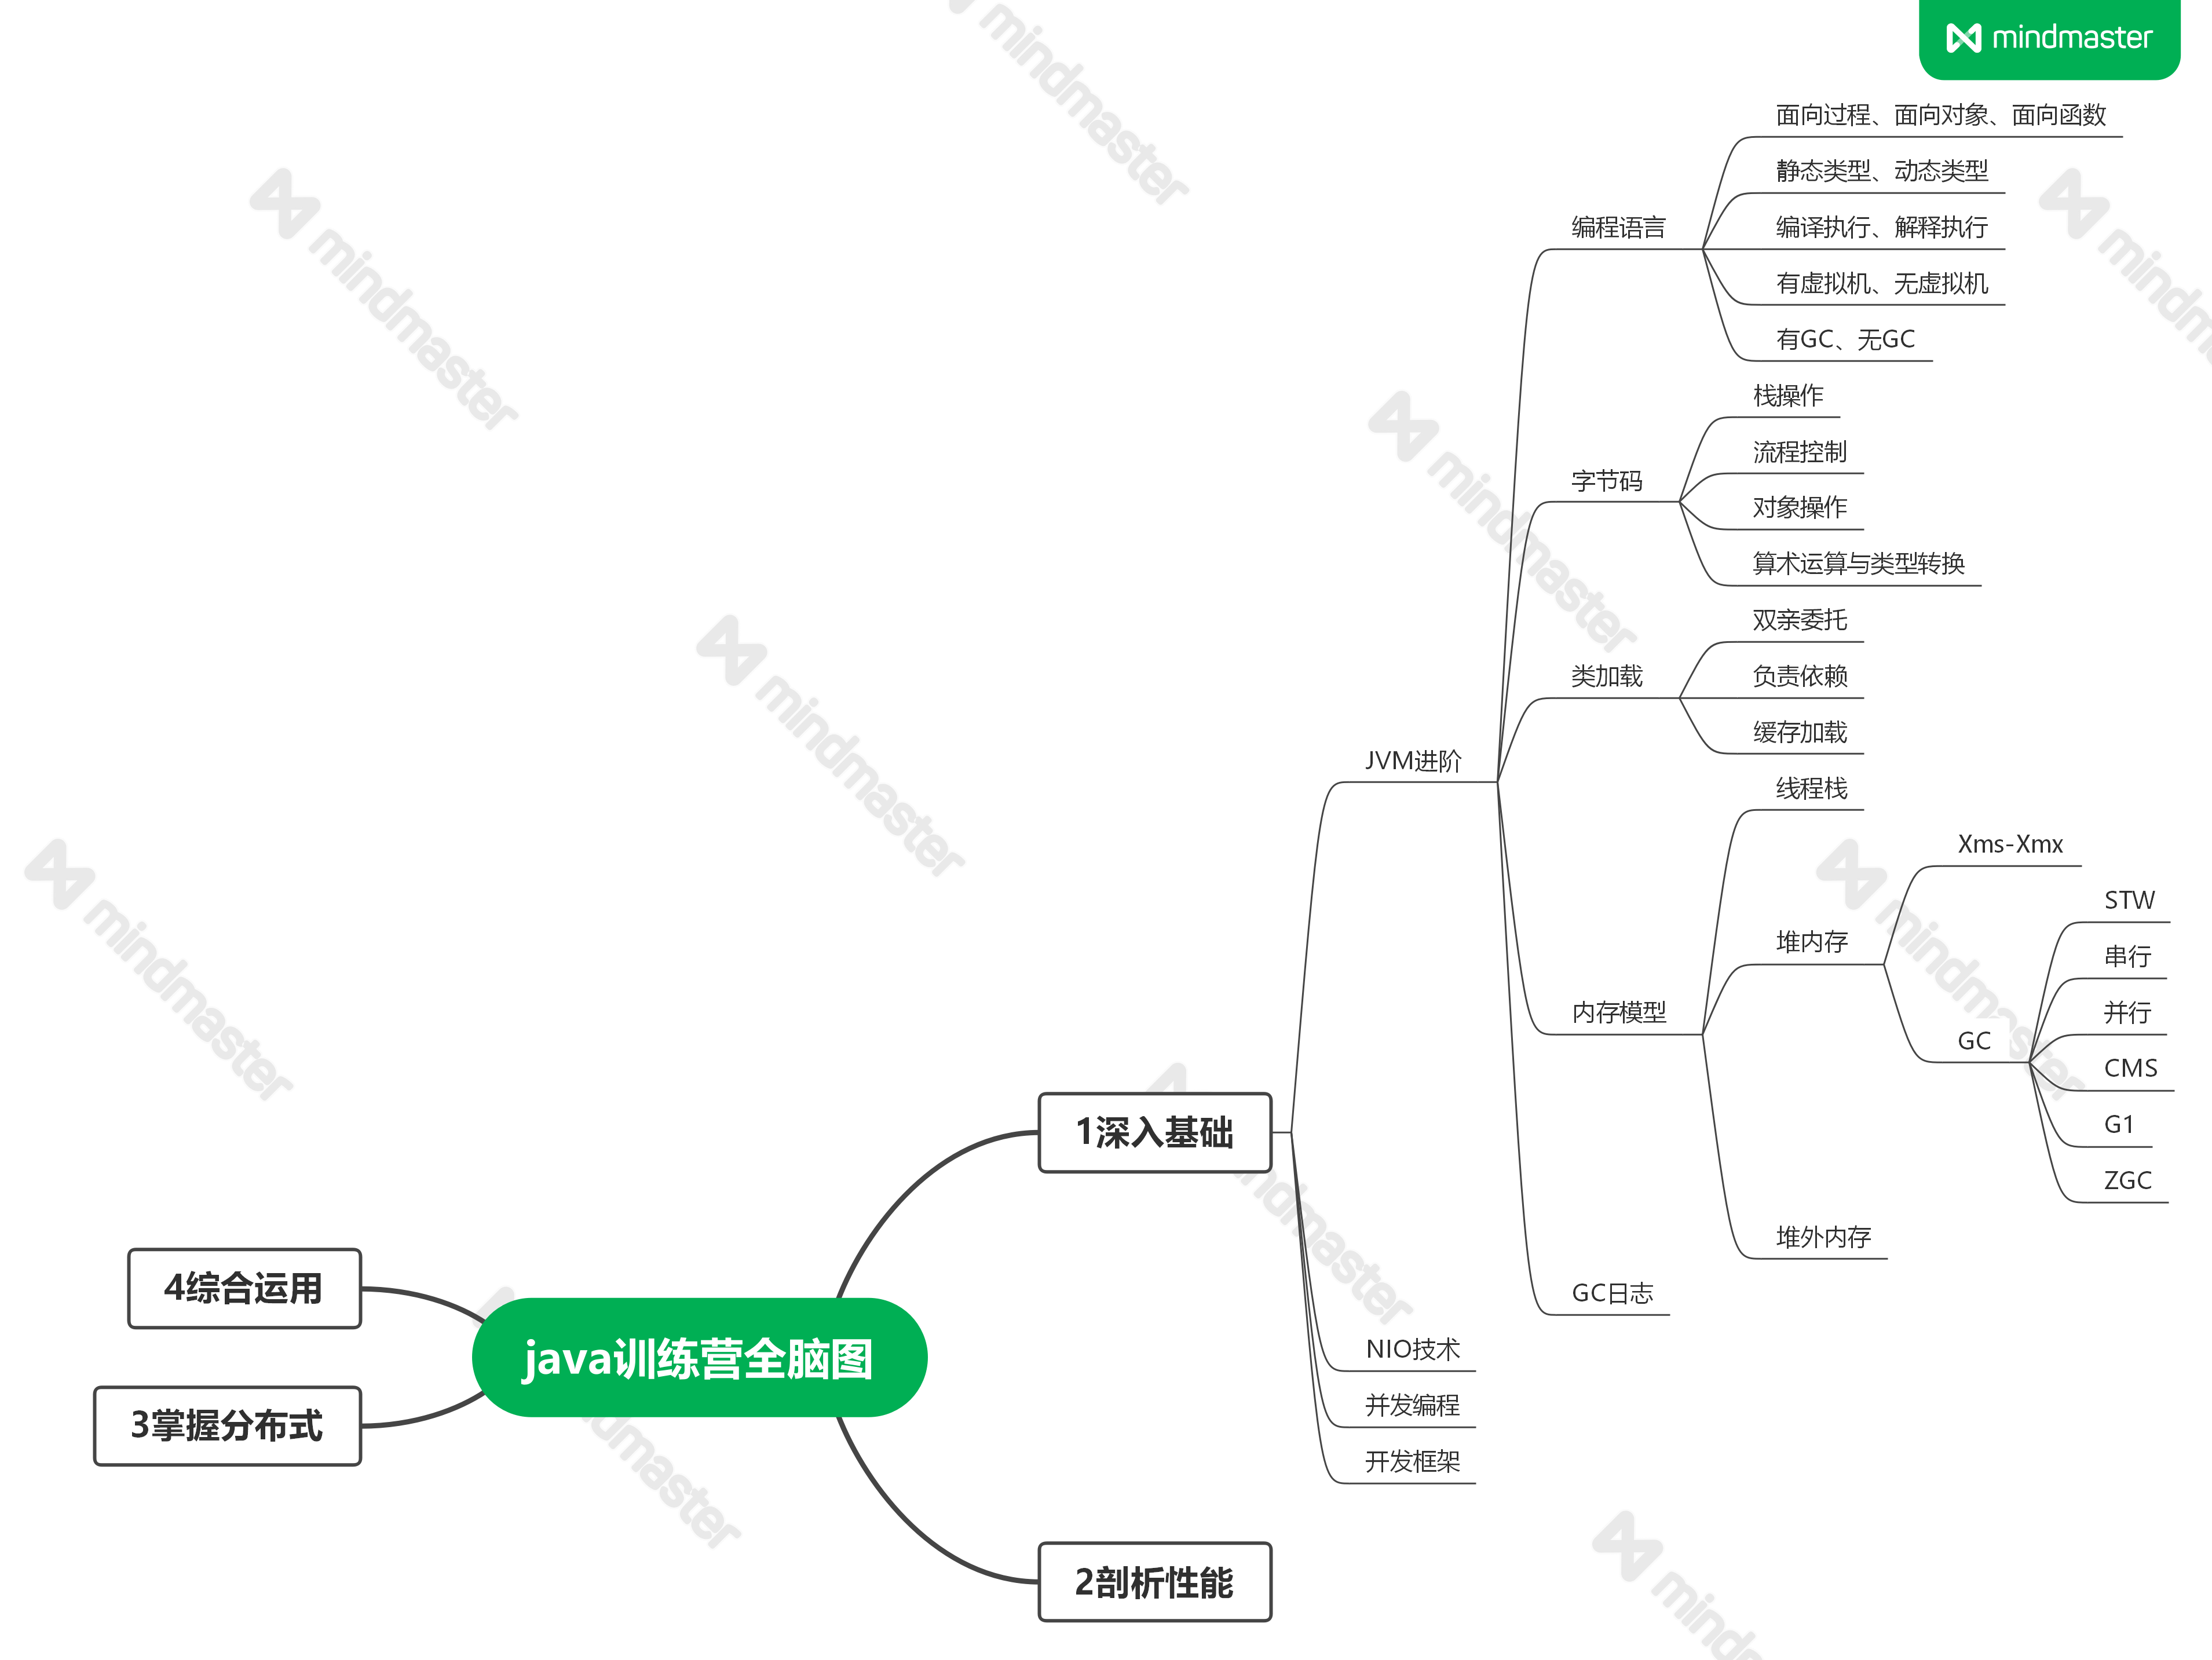 mindmaster
面向过程、面向对象、面向函数
静态类型、动态类型
编程语言
编译执行、解释执行
有虚拟机、无虚拟机
有GC、无GC
栈操作
流程控制
字节码
对象操作
算术运算与类型转换
双亲委托
类加载
负责依赖
缓存加载
JVM进阶
线程栈
Xms-Xmx
STW
堆内存
串行
内存模型
并行
GC
CMS
G1
ZGC
堆外内存
GC日志
1深入基础
NIO技术
并发编程
开发框架
java训练营全脑图
4综合运用
3掌握分布式
2剖析性能
mindmaster
mindmaster
mindmaster
mindmaster
mindmaster
mindmaster
mindmaster